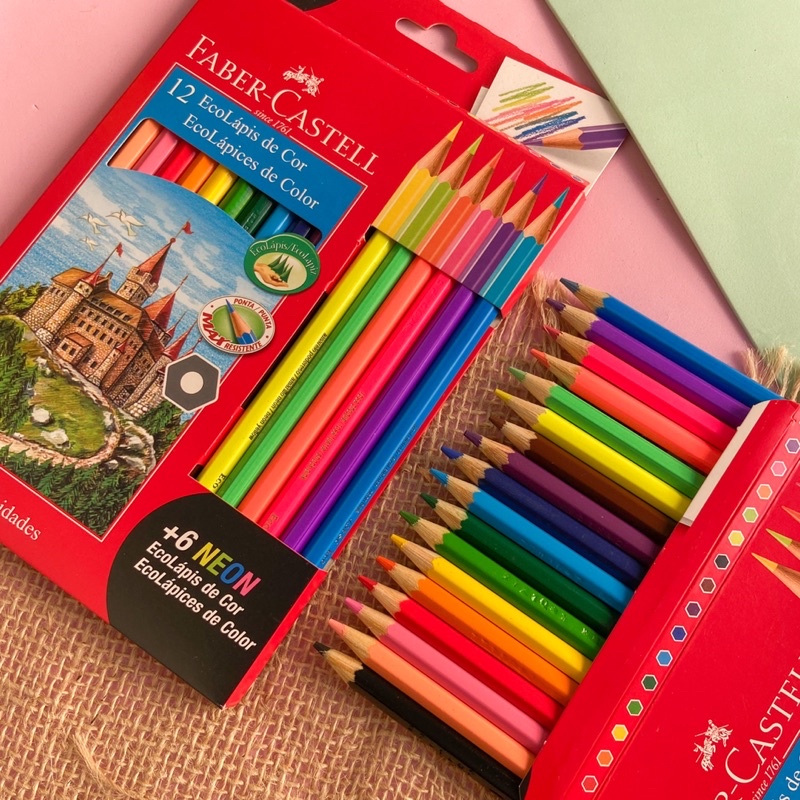 FABER-CASTELL
since 1761
12 EcoLápis de Cor
EcoLápices de Color
EcoLápis/EcoLápiz
PONTA/PUNTA
MAX
RESISTENTE
+6 NEON
EcoLápis de Cor
EcoLápices de Color
idades
FABER-CASTEL
since 1761